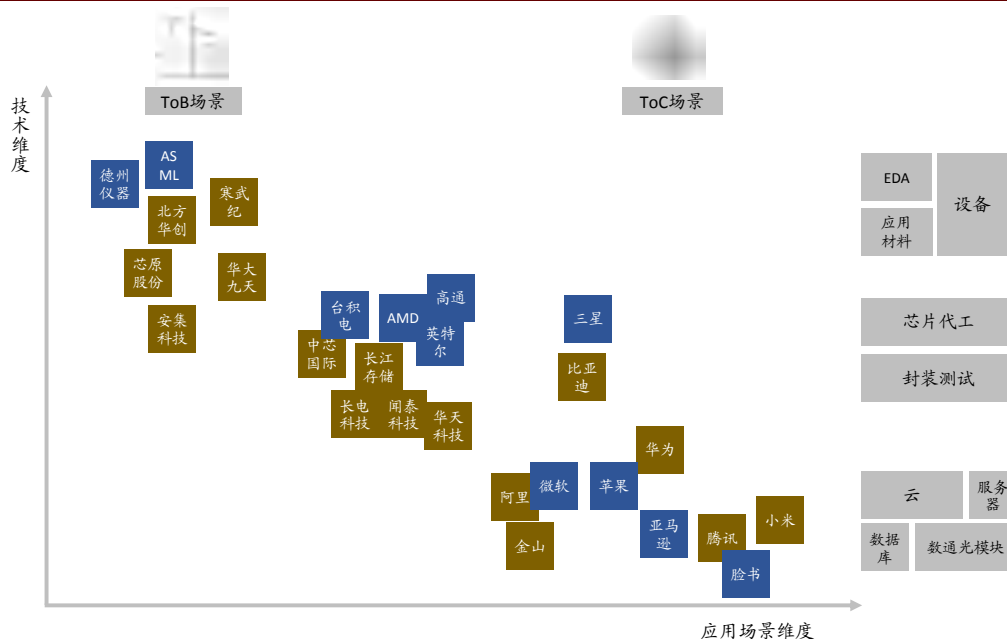 ToB场景
ToC场景
技
术
维
度
AS
ML
德州
仪器
寒武
纪
北方
华创
芯原
股份
华大
九天
安集
科技
台积
电
AMD
高通
英特
尔
中芯
国际
长江
存储
长电
科技
闻泰
科技
华天
科技
三星
比亚
迪
华为
阿里
微软
苹果
金山
亚马
逊
腾讯
小米
脸书
应用场景维度
EDA
设备
应用
材料
芯片代工
封装测试
云
服务
器
数据
库
数通光模块